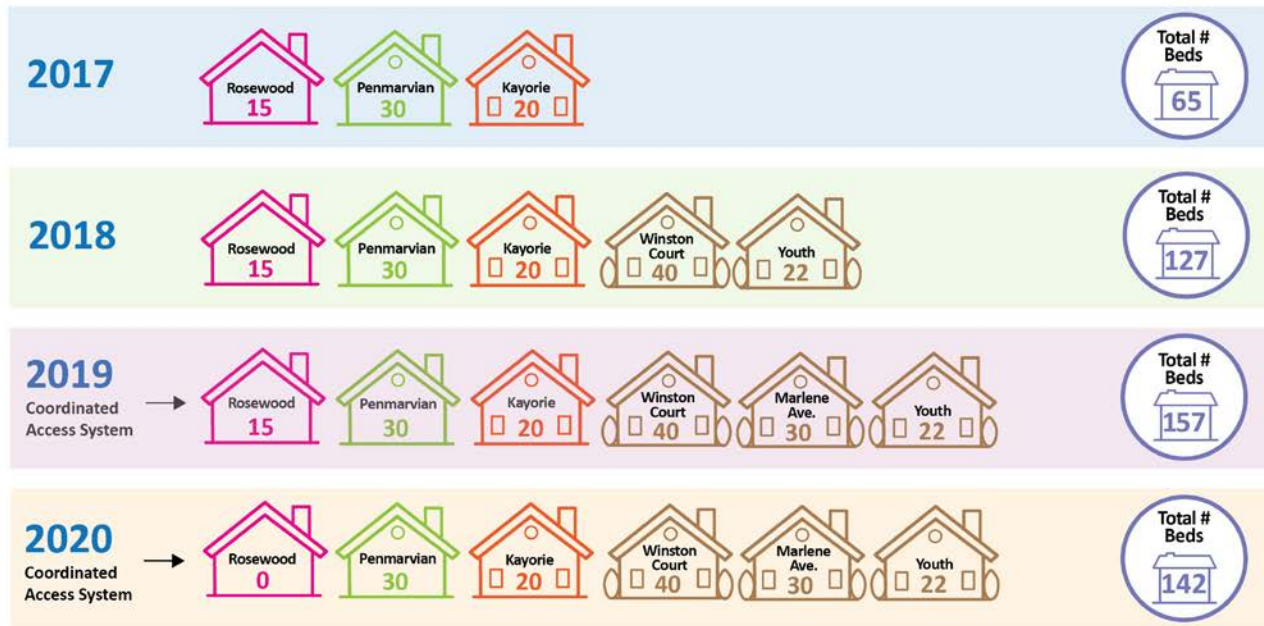 2017
Rosewood
15
Penmarvian
30
Kayorie
20
Total #
Beds
65
2018
Rosewood
15
Penmarvian
30
Kayorie
20
Winston
Court
40
Youth
22
Total #
Beds
127
2019
Coordinated
Access System
Rosewood
15
Penmarvian
30
Kayorie
20
Winston
Court
40
Marlene
Ave.
30
Youth
22
Total #
Beds
157
2020
Coordinated
Access System
Rosewood
0
Penmarvian
30
Kayorie
20
Winston
Court
40
Marlene
Ave.
30
Youth
22
Total #
Beds
142